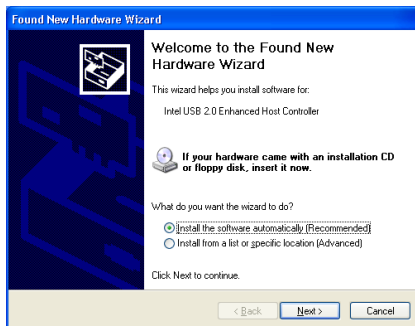 Found New Hardware Wizard
Welcome to the Found New
Hardware Wizard
This wizard helps you install software for:
Intel USB 2.0 Enhanced Host Controller
If your hardware came with an installation CD
or floppy disk, insert it now.
What do you want the wizard to do?
Install the software automatically (Recommended)
Install from a list or specific location (Advanced)
Click Next to continue.
< Back Next > Cancel